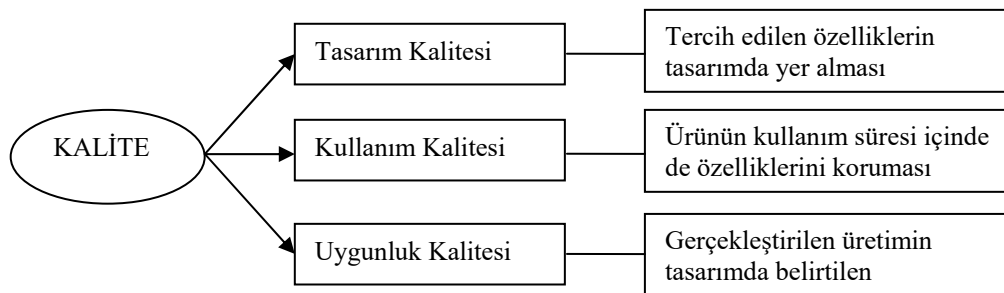 KALİTE
Tasarım Kalitesi
Tercih edilen özelliklerin
tasarımda yer alması
Kullanım Kalitesi
Ürünün kullanım süresi içinde
de özelliklerini koruması
Uygunluk Kalitesi
Gerçekleştirilen üretimin
tasarımda belirtilen